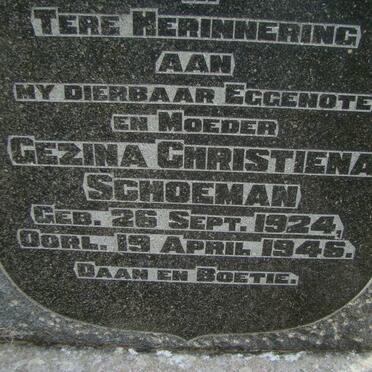 TERE HERINNERING
AAN
MY DIERBAAR EGGENOTE
EN MOEDER
GEZINA CHRISTIENA
SCHOEMAN
GEB. 26 SEPT. 1924,
OORL. 19 APRIL 1946.
DAAN EN BOETIE.